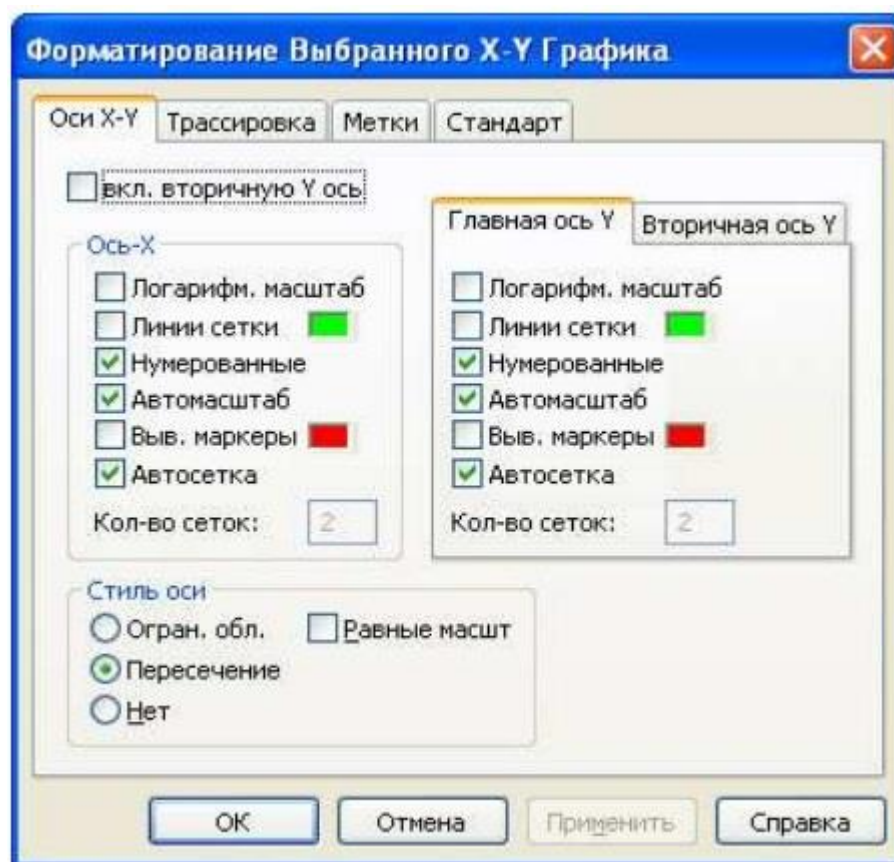 Форматирование Выбранного X-Y Графика
Оси X-Y Трассировка Метки Стандарт
вкл. вторичную Y ось
Ось-X
Логарифм. масштаб
Линии сетки
Нумерованные
Автомасштаб
Выв. маркеры
Автосетка
Кол-во сеток: 2
Главная ось Y Вторичная ось Y
Логарифм. масштаб
Линии сетки
Нумерованные
Автомасштаб
Выв. маркеры
Автосетка
Кол-во сеток: 2
Стиль оси
Огран. обл. Равные масшт
Пересечение
Нет
ОК Отмена Применить Справка